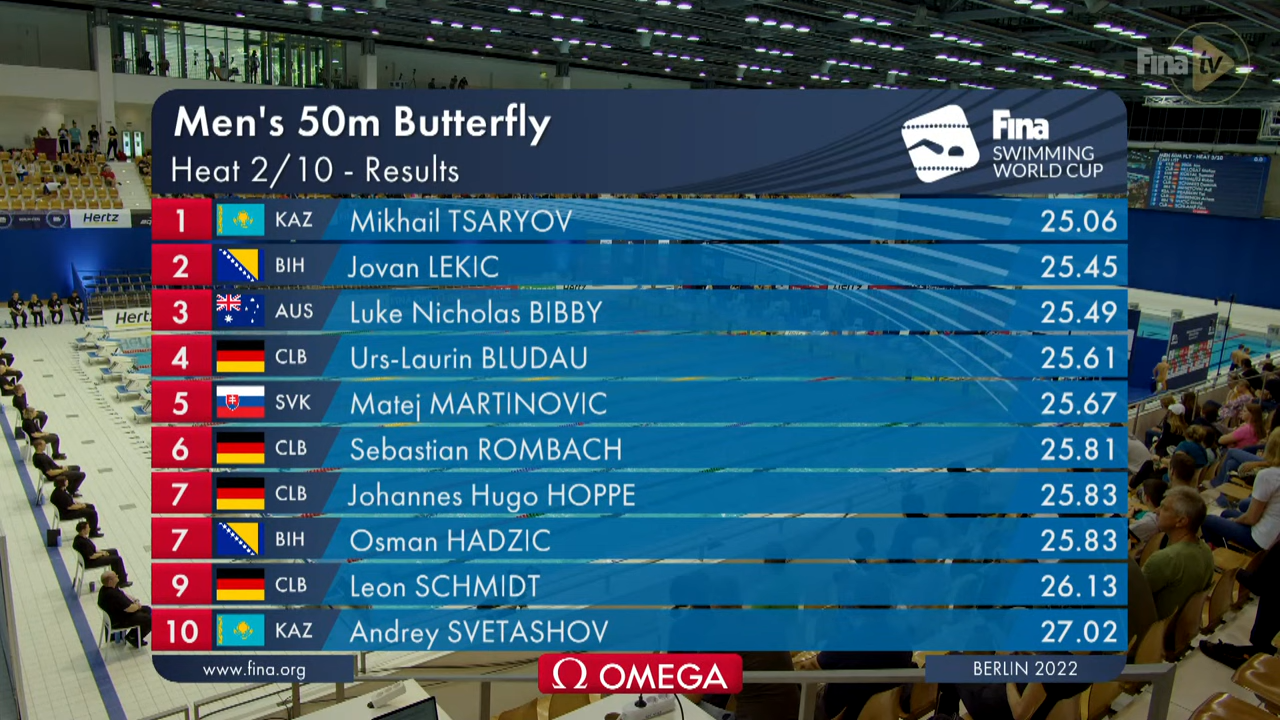 Fina tv
Men's 50m Butterfly
Heat 2/10 - Results
Fina
SWIMMING
WORLD CUP
1 KAZ Mikhail TSARYOV 25.06
2 BIH Jovan LEKIC 25.45
3 AUS Luke Nicholas BIBBY 25.49
4 CLB Urs-Laurin BLUDAU 25.61
5 SVK Matej MARTINOVIC 25.67
6 CLB Sebastian ROMBACH 25.81
7 CLB Johannes Hugo HOPPE 25.83
7 BIH Osman HADZIC 25.83
9 CLB Leon SCHMIDT 26.13
10 KAZ Andrey SVETASHOV 27.02
www.fina.org
OMEGA
BERLIN 2022
Hertz
Hertz